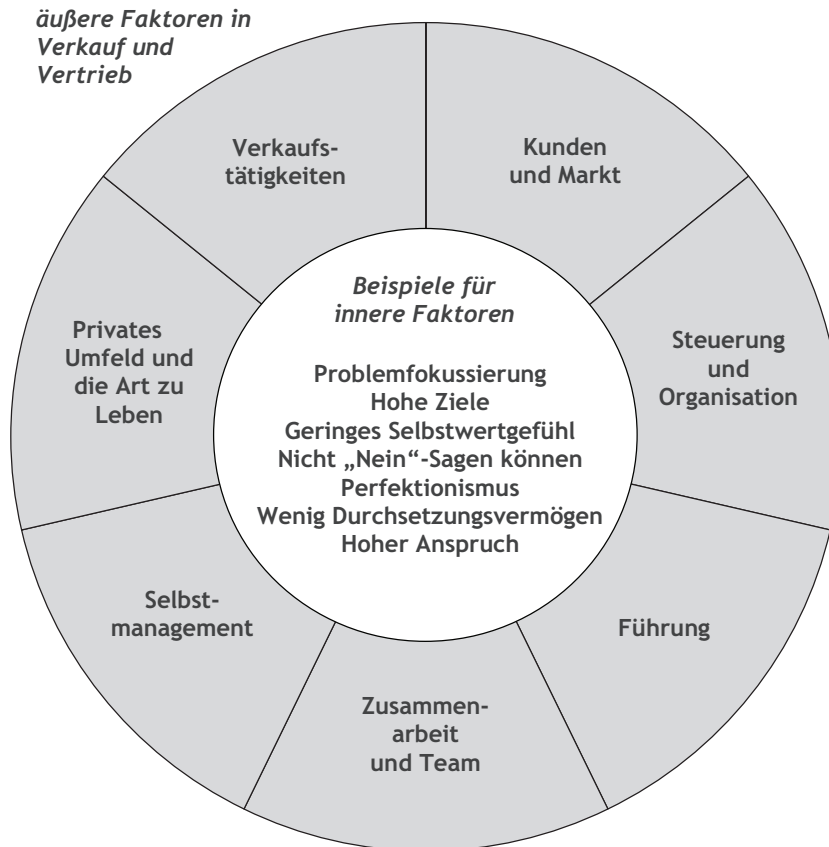 äußere Faktoren in
Verkauf und
Vertrieb
Verkaufs-
tätigkeiten
Kunden
und Markt
Privates
Umfeld und
die Art zu
Leben
Beispiele für
innere Faktoren
Problemfokussierung
Hohe Ziele
Geringes Selbstwertgefühl
Nicht „Nein“-Sagen können
Perfektionismus
Wenig Durchsetzungsvermögen
Hoher Anspruch
Steuerung
und
Organisation
Selbst-
management
Führung
Zusammen-
arbeit
und Team